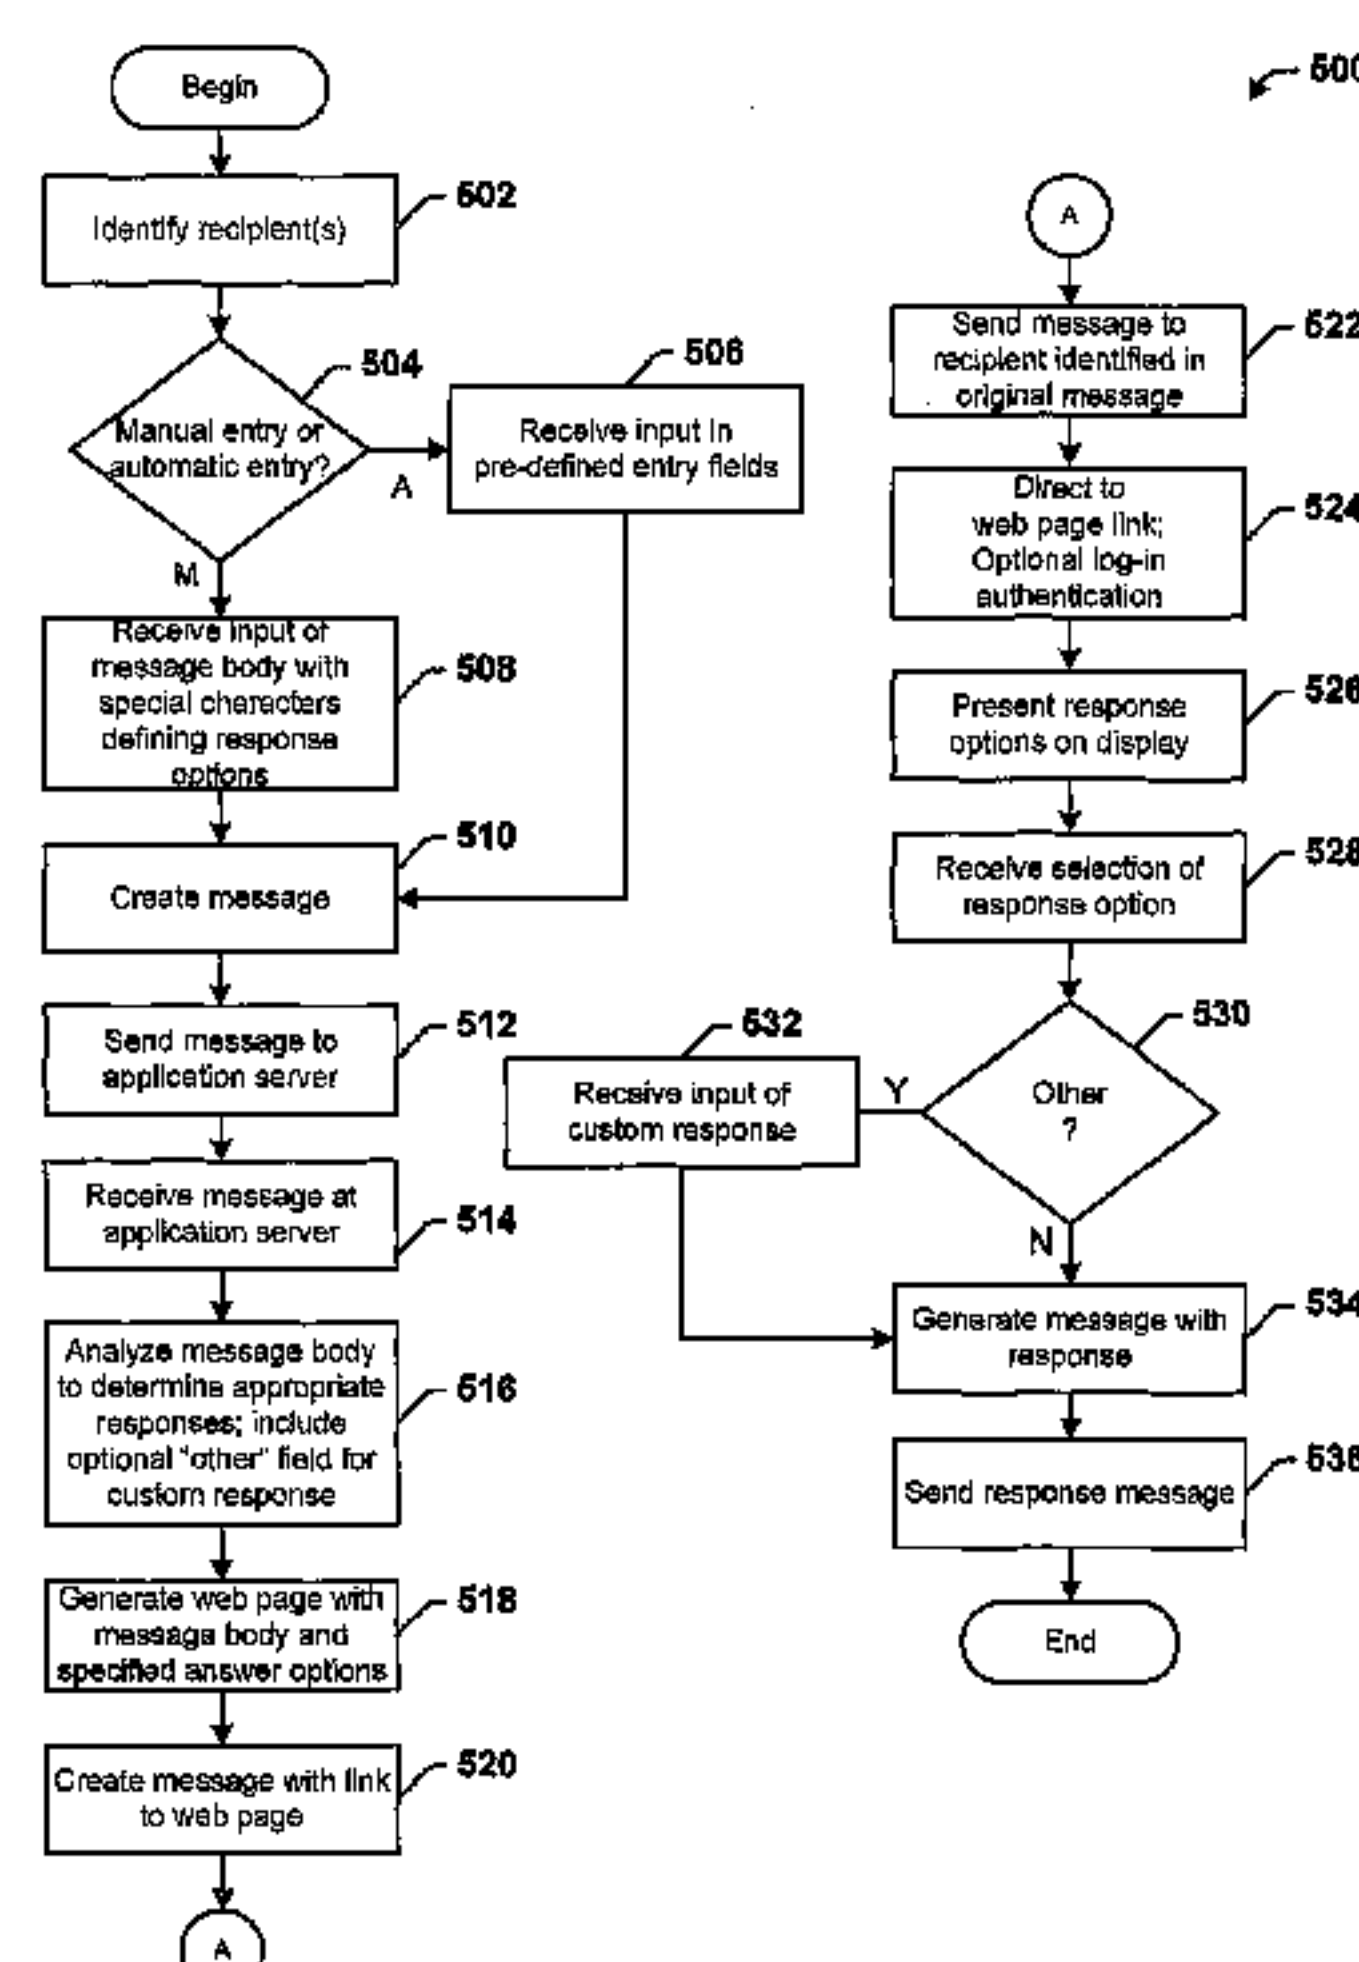 Begin
502
Identify recipient(s)
504
Manual entry or
automatic entry?
A
M
506
Receive input in
pre-defined entry fields
Receive input of
message body with
special characters
defining response
options
508
510
Create message
Send message to
application server
512
Receive message at
application server
514
Analyze message body
to determine appropriate
responses; include
optional "other" field for
custom response
516
Generate web page with
message body and
specified answer options
518
Create message with link
to web page
520
A
500
A
Send message to
recipient identified in
original message
522
Direct to
web page link;
Optional log-in
authentication
524
Present response
options on display
526
Receive selection of
response option
528
530
Other
?
Y
N
532
Receive input of
custom response
Generate message with
response
534
Send response message
536
End